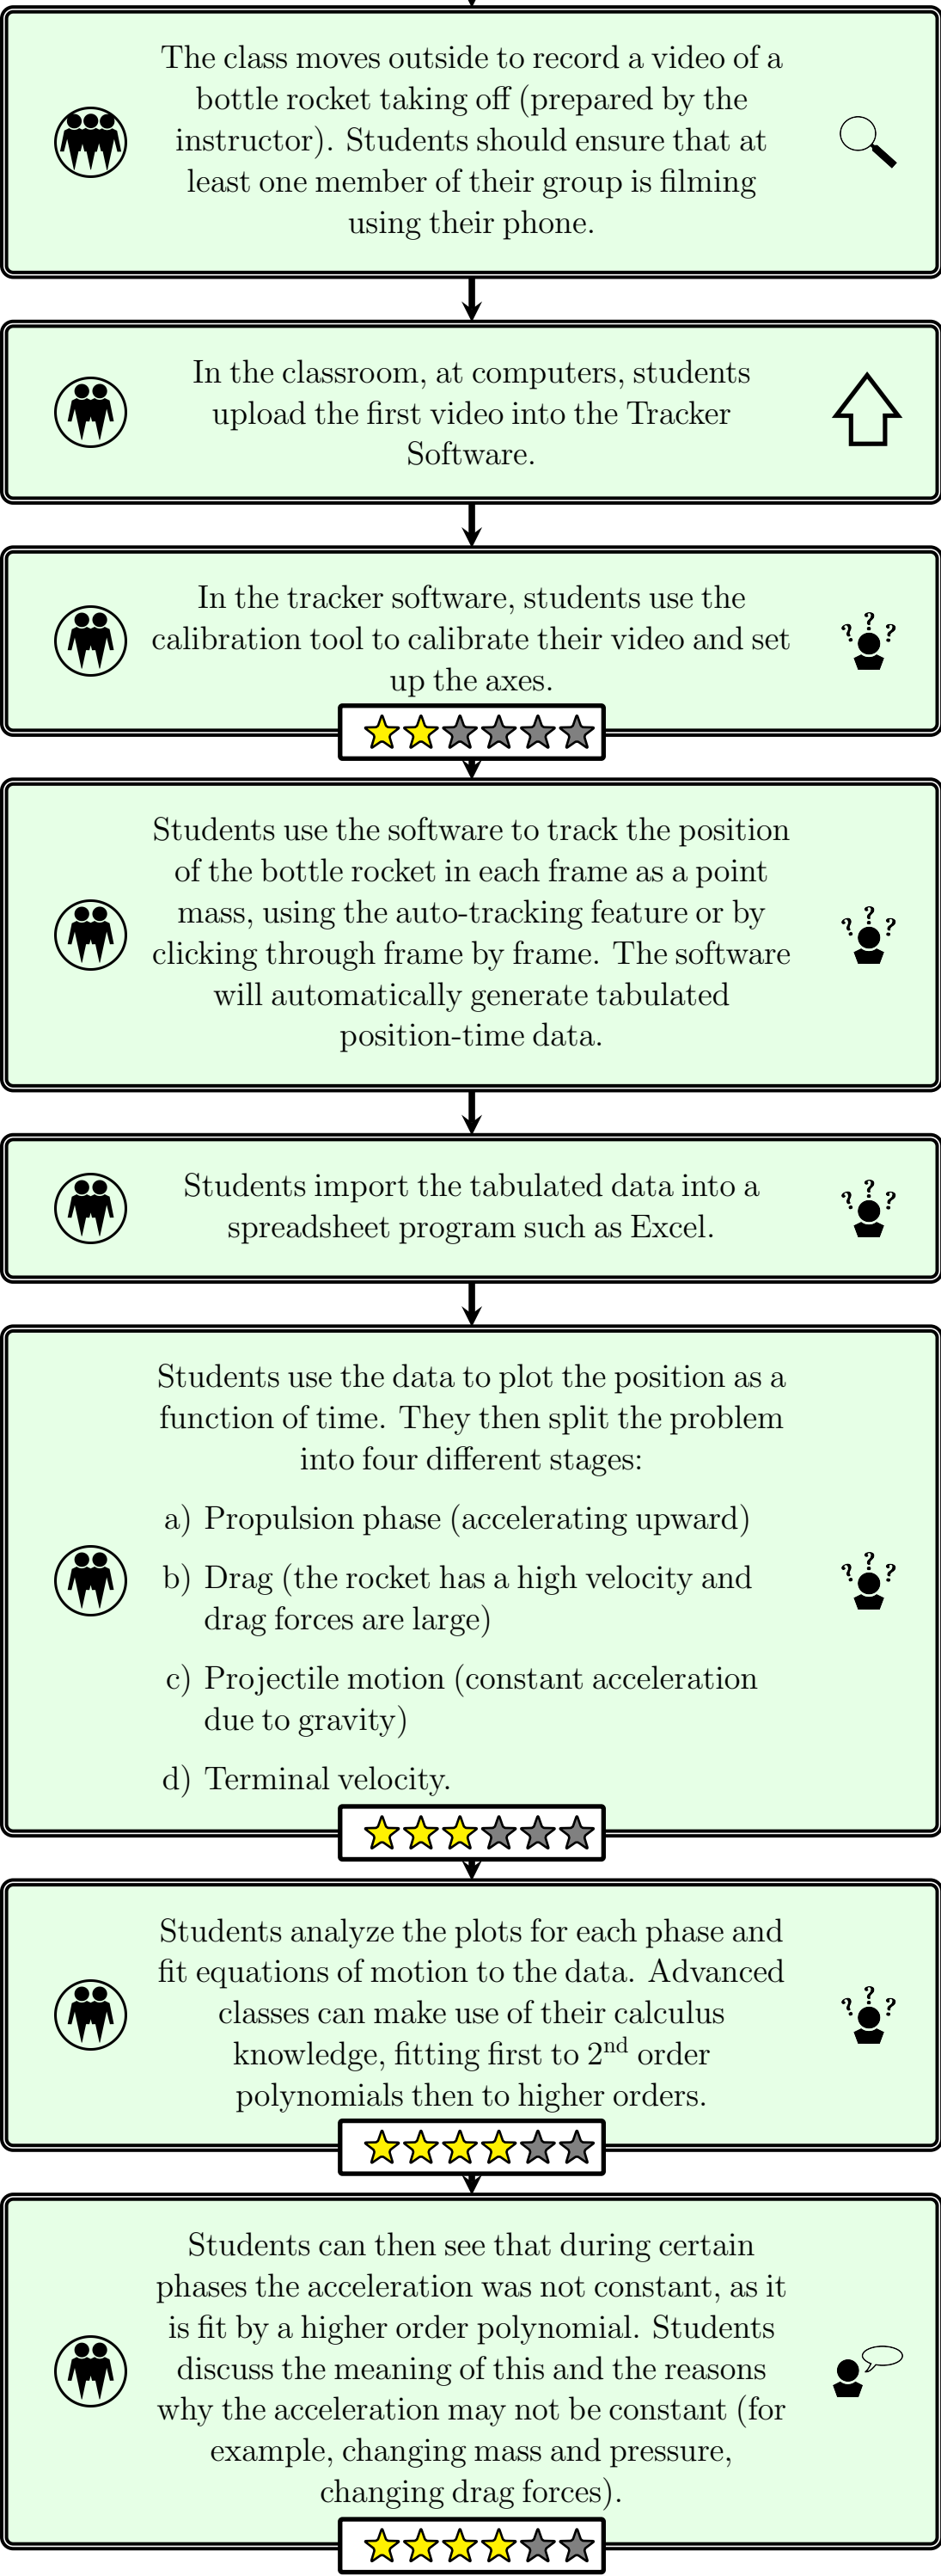 The class moves outside to record a video of a
bottle rocket taking off (prepared by the
instructor). Students should ensure that at
least one member of their group is filming
using their phone.
In the classroom, at computers, students
upload the first video into the Tracker
Software.
In the tracker software, students use the
calibration tool to calibrate their video and set
up the axes.
? ? ?
Students use the software to track the position
of the bottle rocket in each frame as a point
mass, using the auto-tracking feature or by
clicking through frame by frame. The software
will automatically generate tabulated
position-time data.
? ? ?
Students import the tabulated data into a
spreadsheet program such as Excel.
? ? ?
Students use the data to plot the position as a
function of time. They then split the problem
into four different stages:
a) Propulsion phase (accelerating upward)
b) Drag (the rocket has a high velocity and
drag forces are large)
c) Projectile motion (constant acceleration
due to gravity)
d) Terminal velocity.
? ? ?
Students analyze the plots for each phase and
fit equations of motion to the data. Advanced
classes can make use of their calculus
knowledge, fitting first to 2nd order
polynomials then to higher orders.
? ? ?
Students can then see that during certain
phases the acceleration was not constant, as it
is fit by a higher order polynomial. Students
discuss the meaning of this and the reasons
why the acceleration may not be constant (for
example, changing mass and pressure,
changing drag forces).